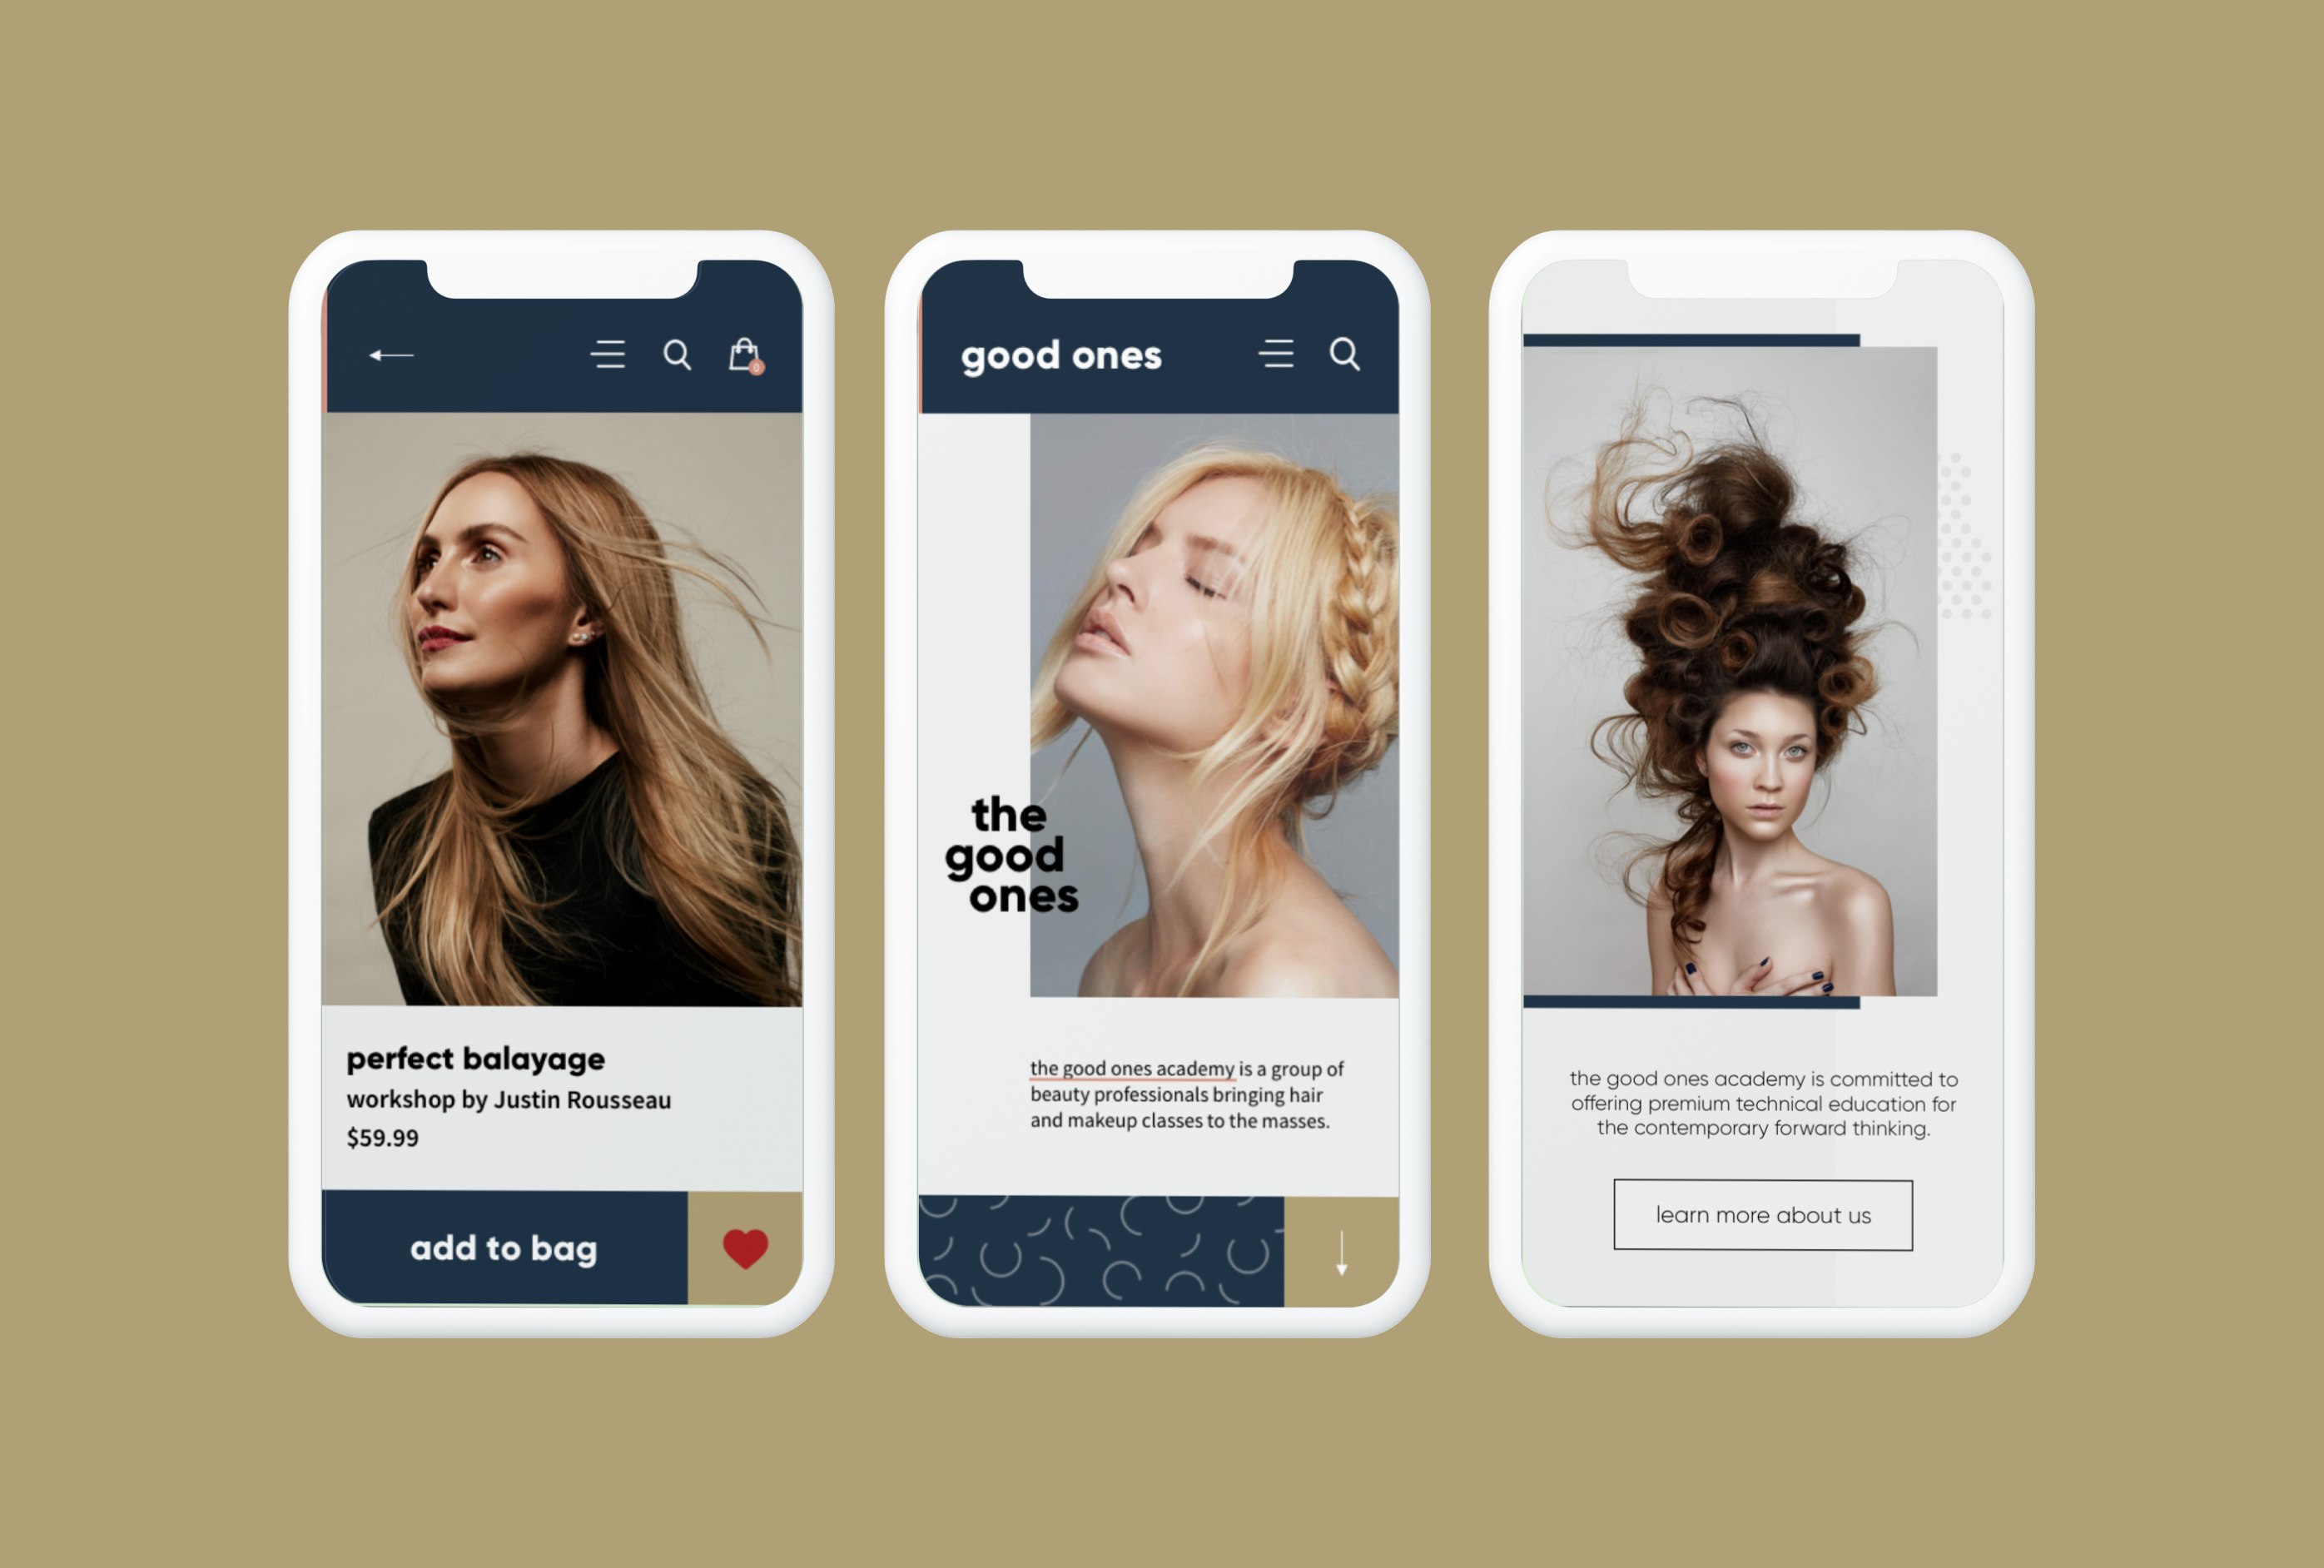 0
perfect balayage
workshop by Justin Rousseau
$59.99
add to bag
good ones
the
good
ones
the good ones academy is a group of
beauty professionals bringing hair
and makeup classes to the masses.
the good ones academy is committed to
offering premium technical education for
the contemporary forward thinking.
learn more about us